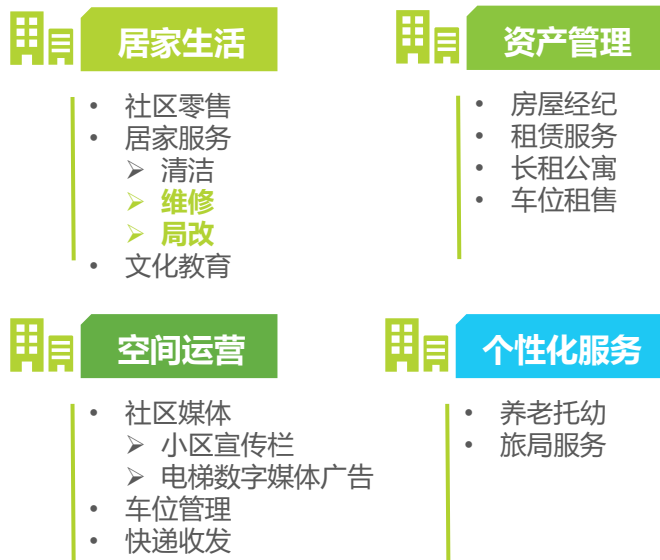 居家生活
• 社区零售
• 居家服务
➢ 清洁
➢ 维修
➢ 局改
• 文化教育
资产管理
• 房屋经纪
• 租赁服务
• 长租公寓
• 车位租售
空间运营
• 社区媒体
➢ 小区宣传栏
➢ 电梯数字媒体广告
• 车位管理
• 快递收发
个性化服务
• 养老托幼
• 旅局服务